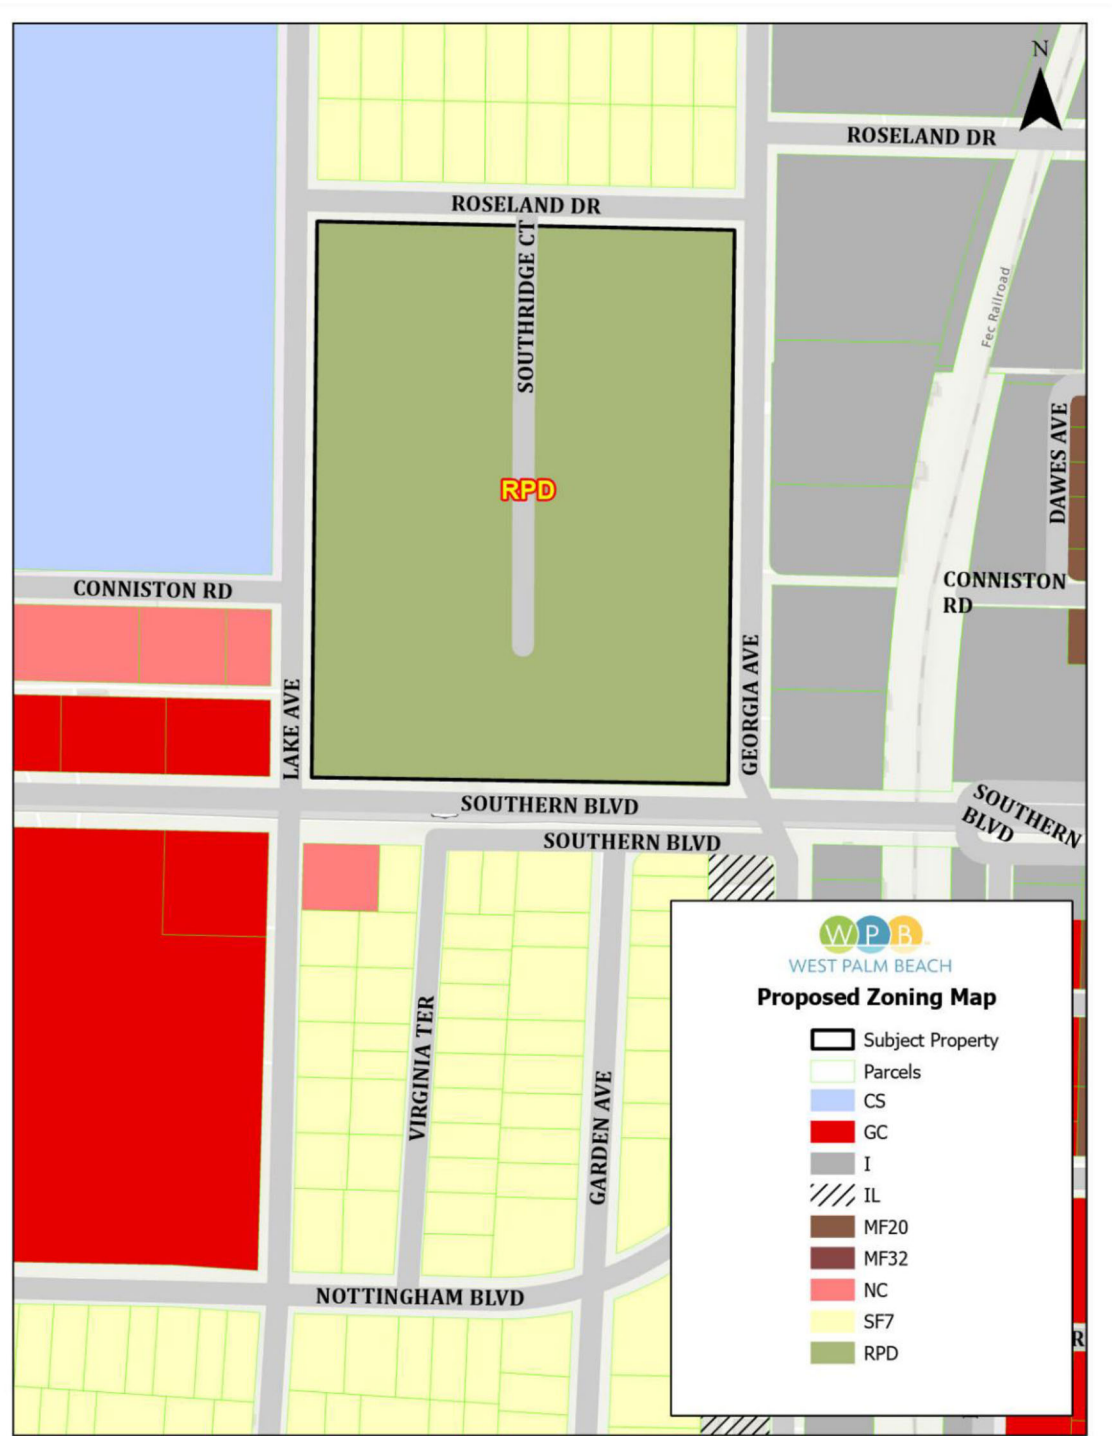 N
ROSELAND DR
ROSELAND DR
SOUTHRIDGE CT
Fec Railroad
DAWES AVE
RPD
CONNISTON RD
CONNISTON
RD
LAKE AVE
GEORGIA AVE
SOUTHERN BLVD
SOUTHERN
BLVD
SOUTHERN BLVD
VIRGINIA TER
GARDEN AVE
NOTTINGHAM BLVD
WPB
WEST PALM BEACH
Proposed Zoning Map
Subject Property
Parcels
CS
GC
I
IL
MF20
MF32
NC
SF7
RPD
R